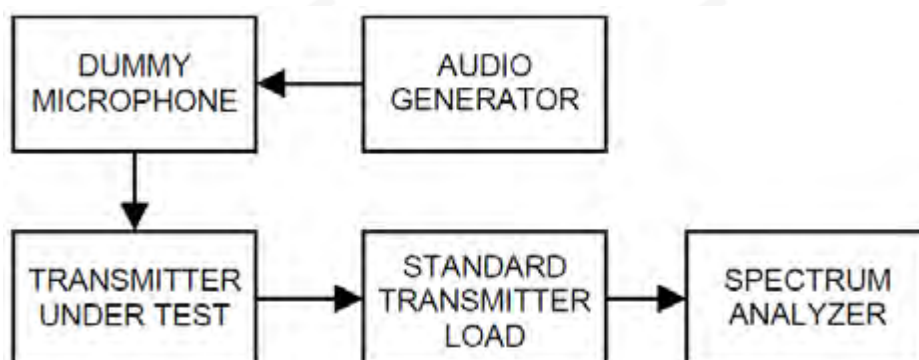 DUMMY
MICROPHONE
AUDIO
GENERATOR
TRANSMITTER
UNDER TEST
STANDARD
TRANSMITTER
LOAD
SPECTRUM
ANALYZER